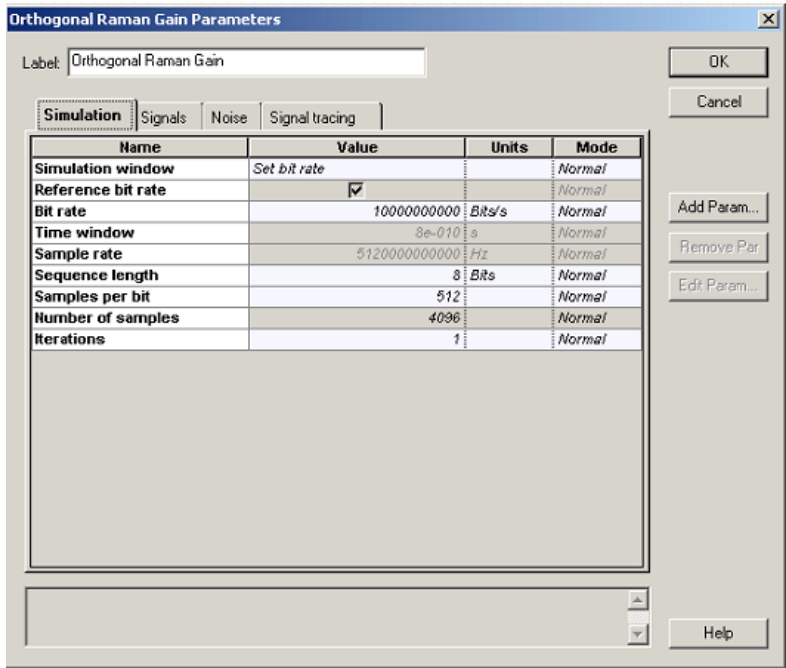 Orthogonal Raman Gain Parameters
Label: Orthogonal Raman Gain
OK
Cancel
Simulation Signals Noise Signal tracing
Name Value Units Mode
Simulation window Set bit rate Normal
Reference bit rate Normal
Bit rate 10000000000 Bits/s Normal
Time window 8e-010 s Normal
Sample rate 5120000000000 Hz Normal
Sequence length 8 Bits Normal
Samples per bit 512 Normal
Number of samples 4096 Normal
Iterations 1 Normal
Add Param...
Remove Par
Edit Param...
Help